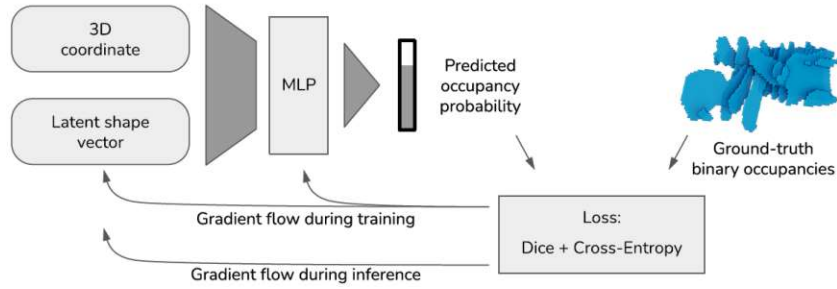 3D
coordinate
Latent shape
vector
MLP
Predicted
occupancy
probability
Ground-truth
binary occupancies
Gradient flow during training
Gradient flow during inference
Loss:
Dice + Cross-Entropy